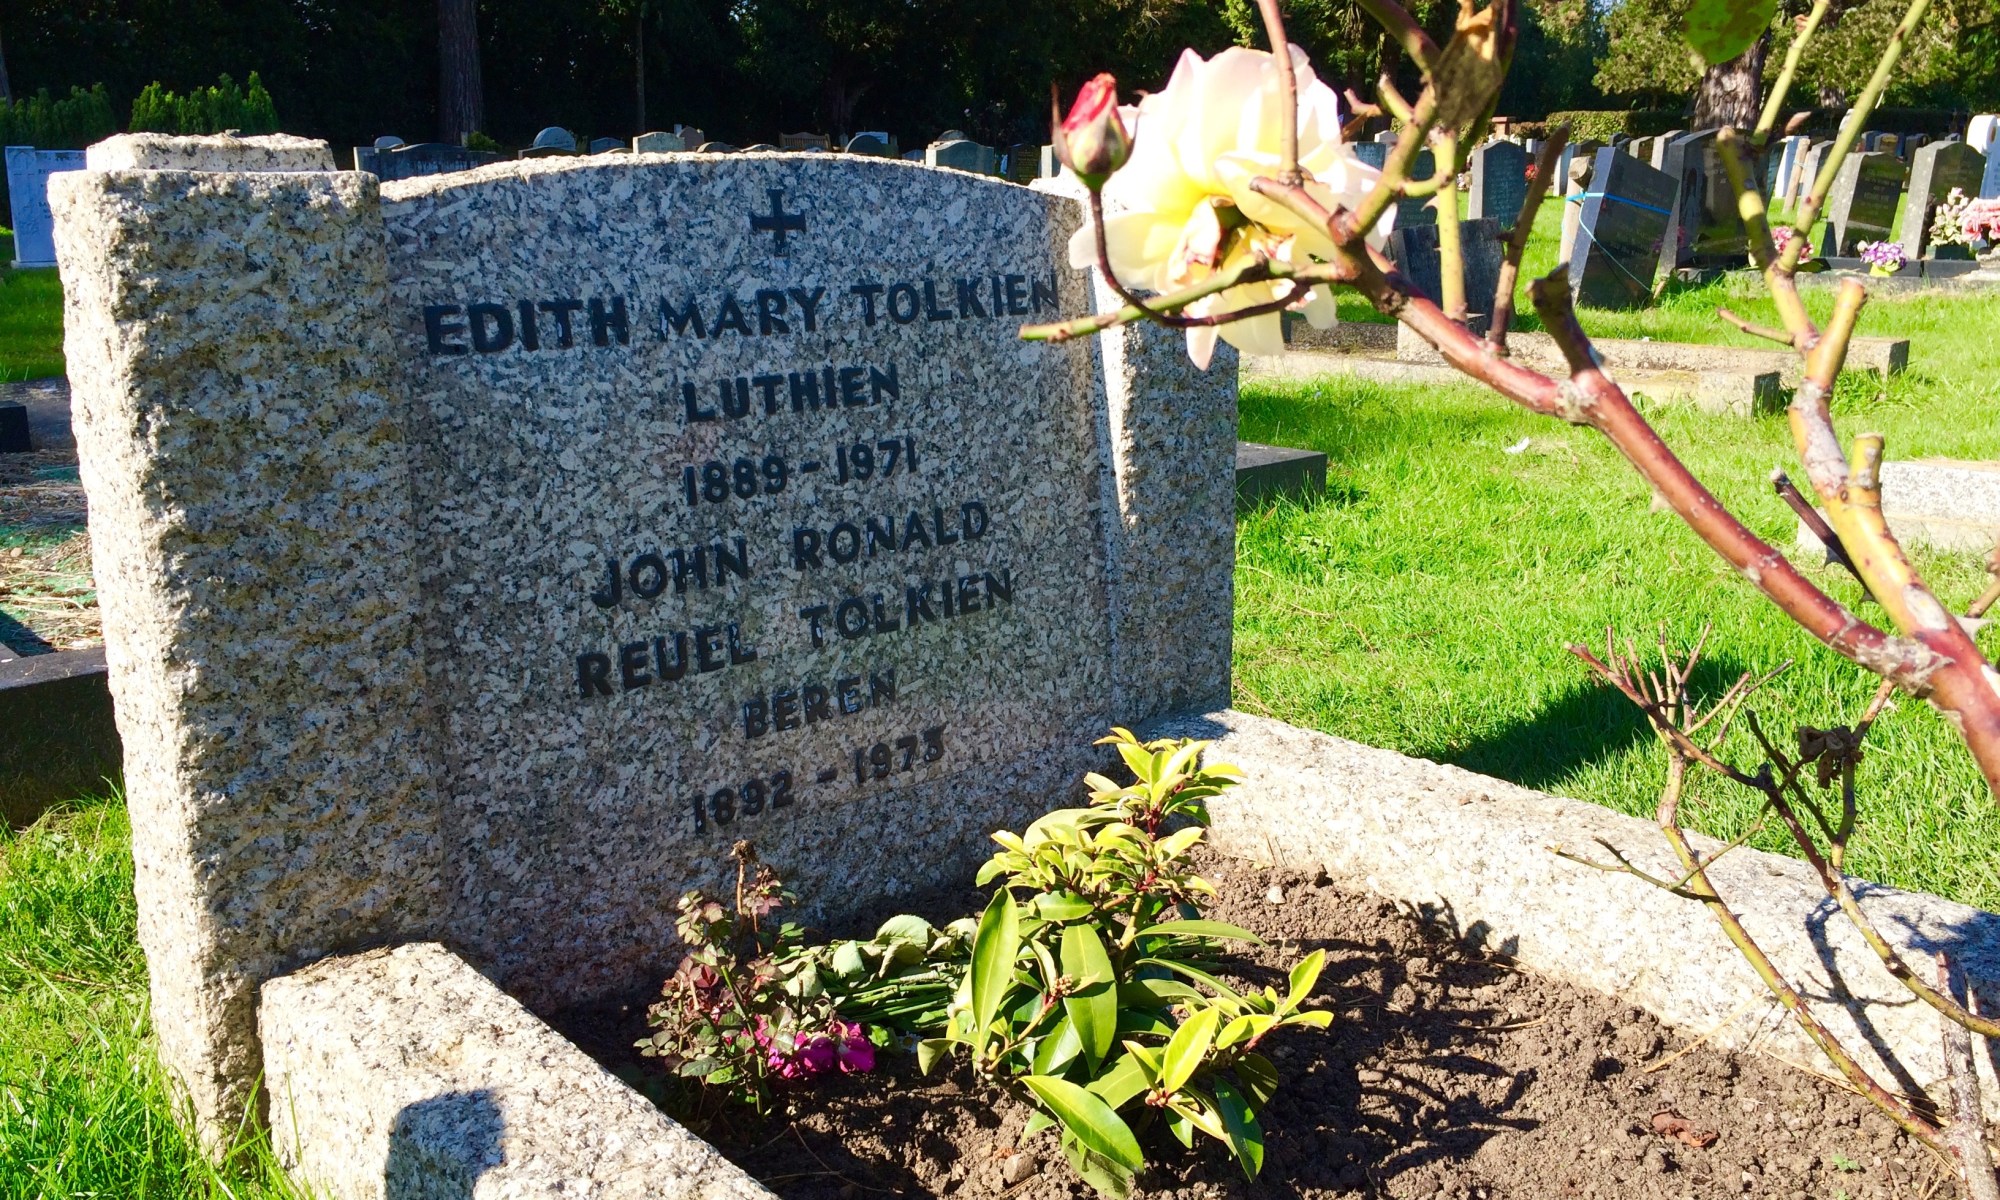 EDITH MARY TOLKIEN
LUTHIEN
1889 - 1971
JOHN RONALD
REUEL TOLKIEN
BEREN
1892 - 1973